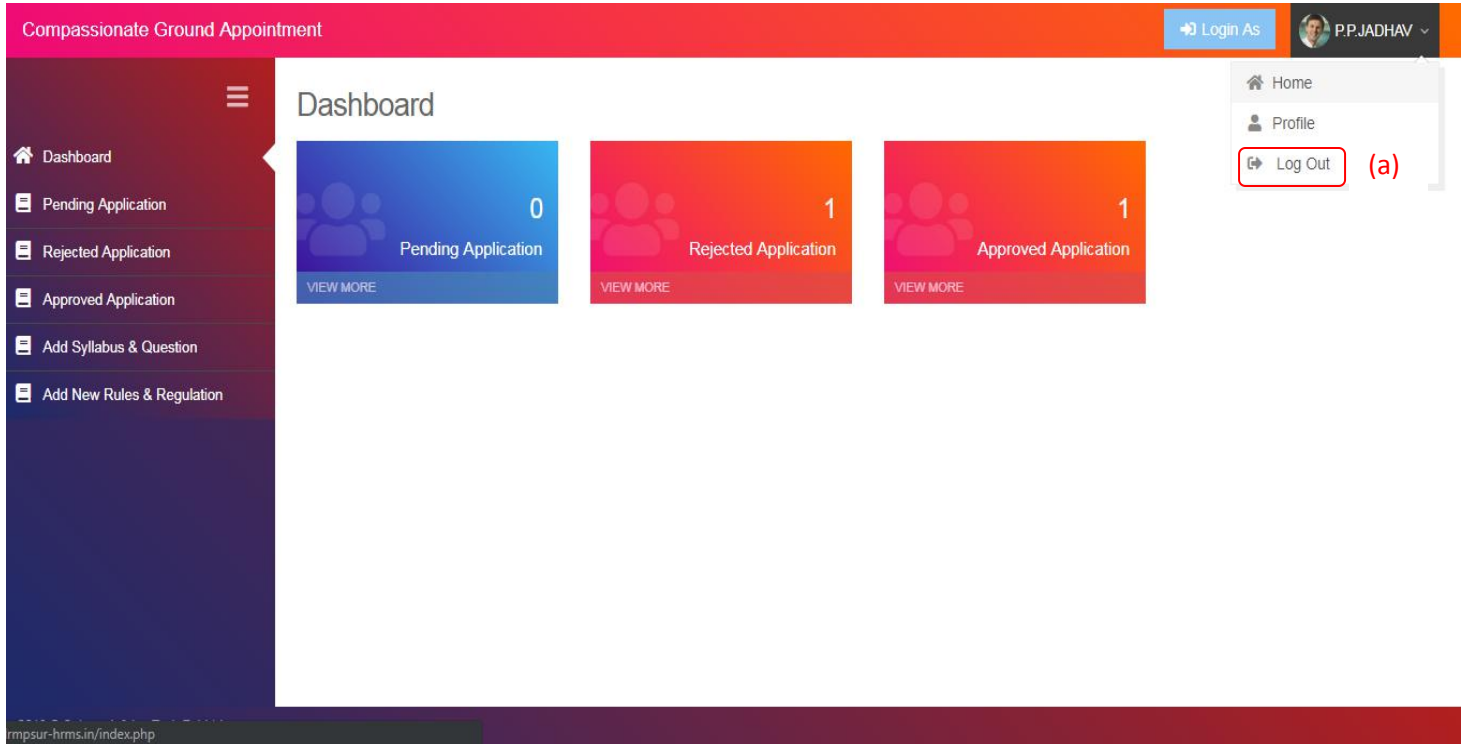 Compassionate Ground Appointment
Login As
P.P.JADHAV
Home
Profile
Log Out (a)
Dashboard
Pending Application
Rejected Application
Approved Application
Add Syllabus & Question
Add New Rules & Regulation
Dashboard
0
Pending Application
VIEW MORE
1
Rejected Application
VIEW MORE
1
Approved Application
VIEW MORE
rmpsur-hrms.in/index.php